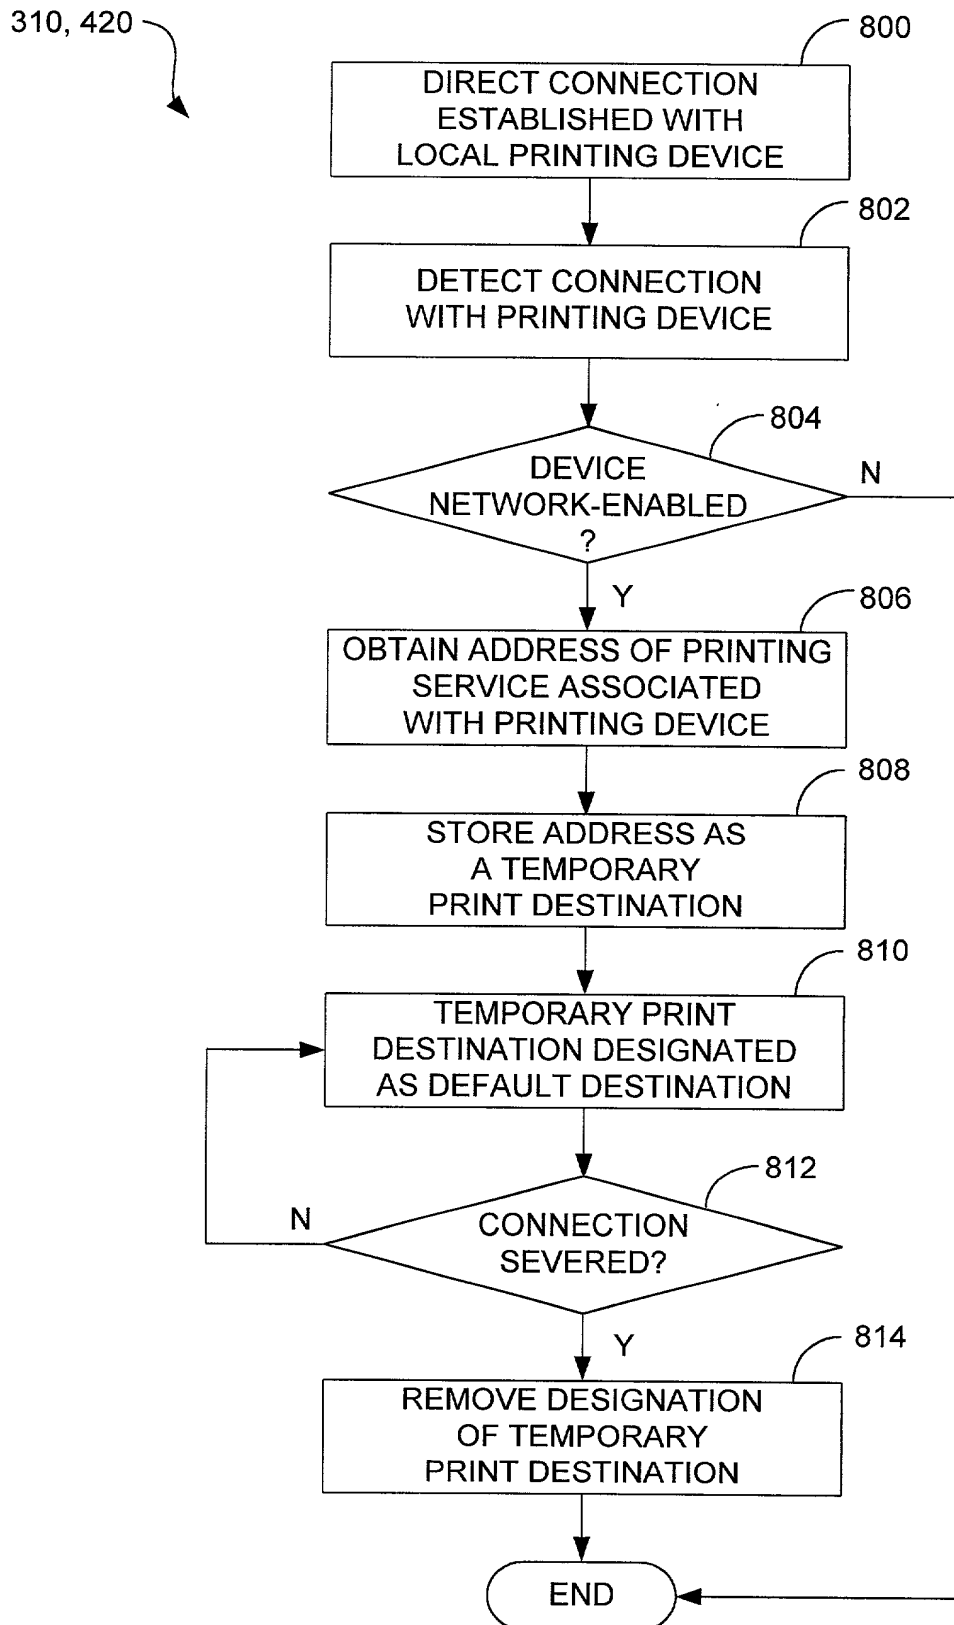 310, 420
800
DIRECT CONNECTION
ESTABLISHED WITH
LOCAL PRINTING DEVICE
802
DETECT CONNECTION
WITH PRINTING DEVICE
804
DEVICE
NETWORK-ENABLED
?
N
Y
806
OBTAIN ADDRESS OF PRINTING
SERVICE ASSOCIATED
WITH PRINTING DEVICE
808
STORE ADDRESS AS
A TEMPORARY
PRINT DESTINATION
810
TEMPORARY PRINT
DESTINATION DESIGNATED
AS DEFAULT DESTINATION
812
CONNECTION
SEVERED?
N
Y
814
REMOVE DESIGNATION
OF TEMPORARY
PRINT DESTINATION
END